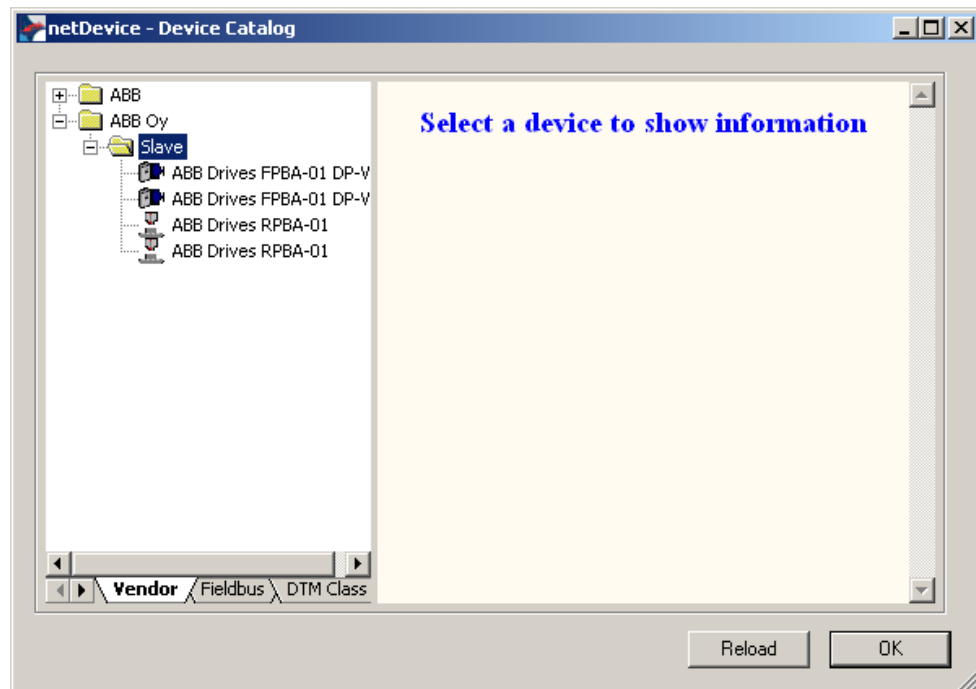 netDevice - Device Catalog
ABB
ABB Oy
Slave
ABB Drives FPBA-01 DP-V
ABB Drives FPBA-01 DP-V
ABB Drives RPBA-01
ABB Drives RPBA-01
Select a device to show information
Vendor Fieldbus DTM Class
Reload OK